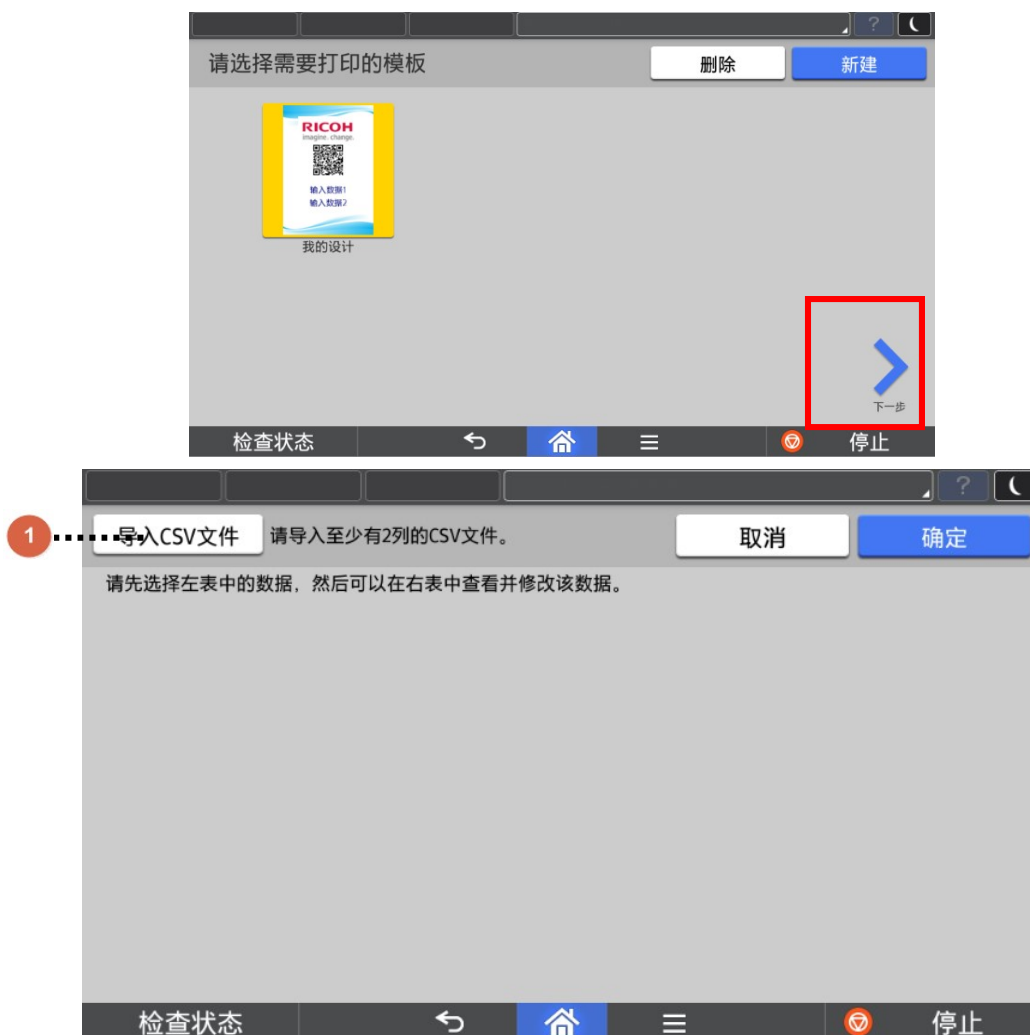 ?
请选择需要打印的模板
删除
新建
RICOH
imagine. change.
输入数据1
输入数据2
我的设计
下一步
检查状态
停止
?
1
导入CSV文件
请导入至少有2列的CSV文件。
取消
确定
请先选择左表中的数据，然后可以在右表中查看并修改该数据。
检查状态
停止